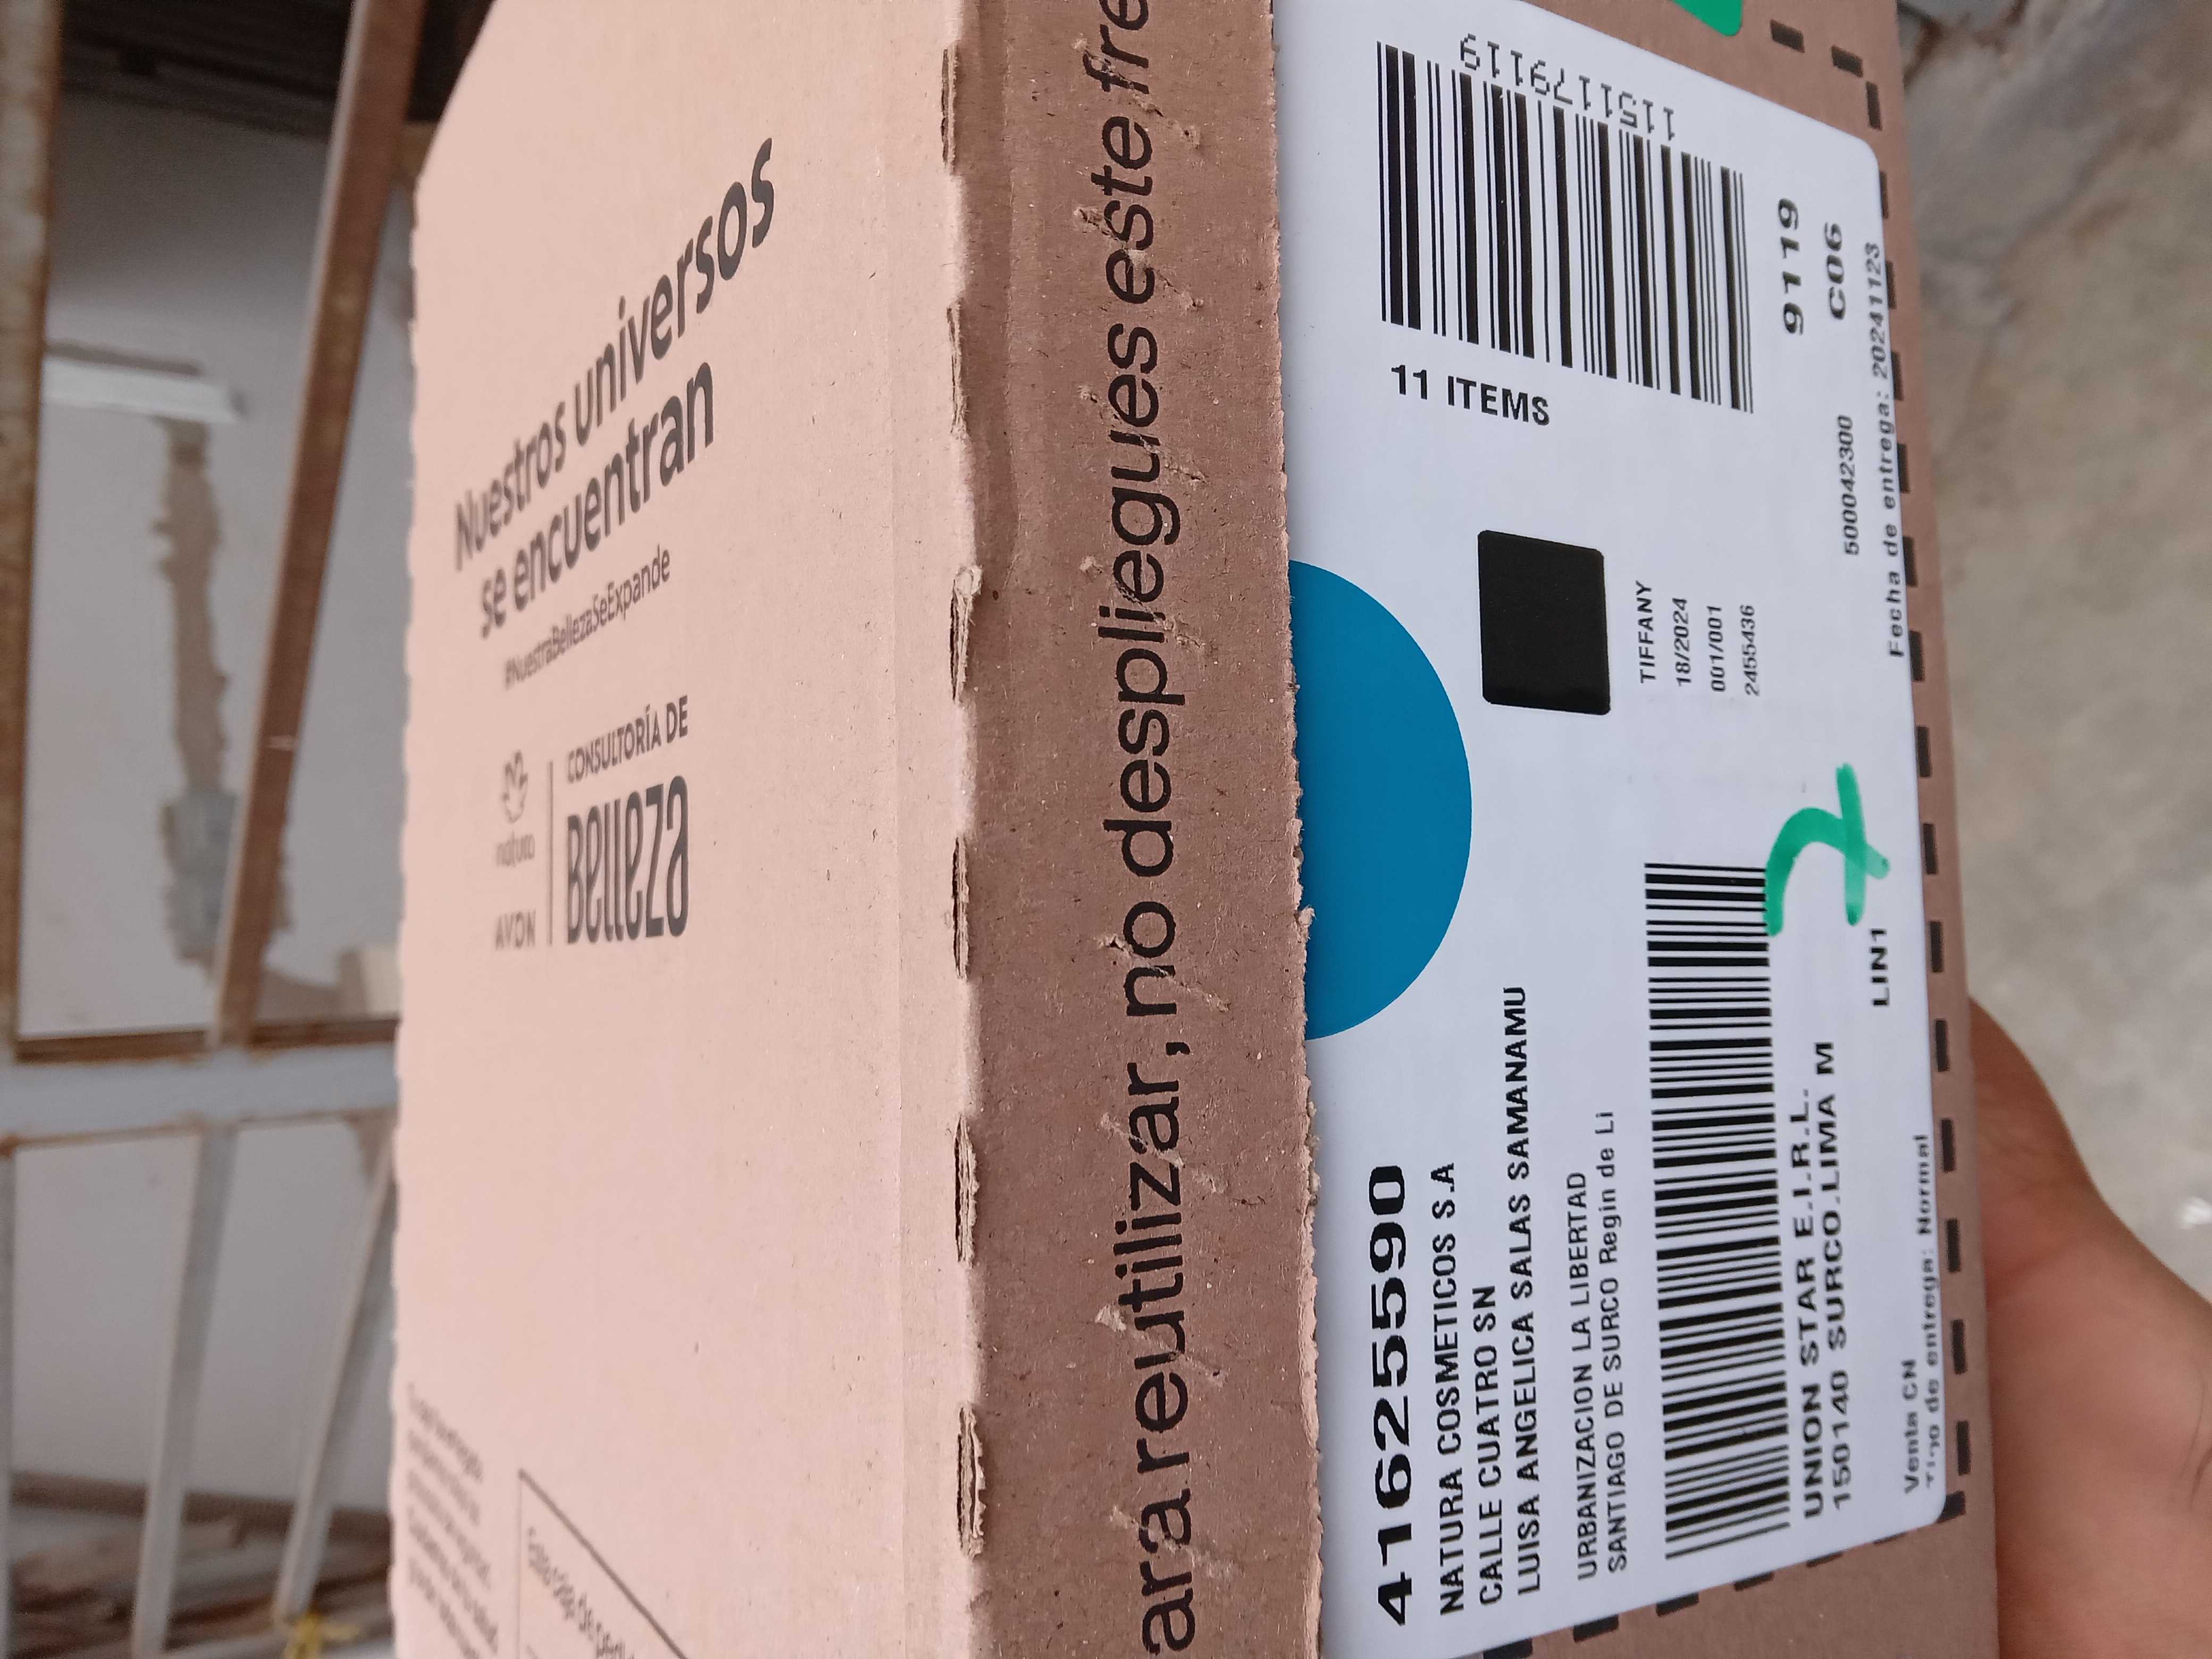 Nuestros universos
se encuentran
#NuestraBellezaSeExpande
AVON natura
CONSULTORÍA DE
Belleza
ara reutilizar, no despliegues este fre
416255590
NATURA COSMETICOS S.A
CALLE CUATRO SN
LUISA ANGELICA SALAS SAMANAMU
URBANIZACION LA LIBERTAD
SANTIAGO DE SURCO Regin de Li
UNION STAR E.I.R.L.
150140 SURCO.LIMA M
LIN1
Venta CN
Tipo de entrega: Normal
TIFFANY
18/2024
001/001
2455436
11 ITEMS
1151179119
9119
C06
5000042300
Fecha de entrega: 20241123